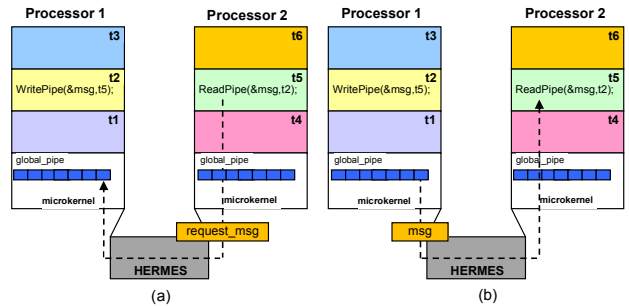 Processor 1
Processor 2
t3
t6
t2
WritePipe(&msg,t5);
t5
ReadPipe(&msg,t2);
t1
t4
global_pipe
global_pipe
microkernel
microkernel
request_msg
HERMES
(a)
Processor 1
Processor 2
t3
t6
t2
WritePipe(&msg,t5);
t5
ReadPipe(&msg,t2);
t1
t4
global_pipe
global_pipe
microkernel
microkernel
msg
HERMES
(b)